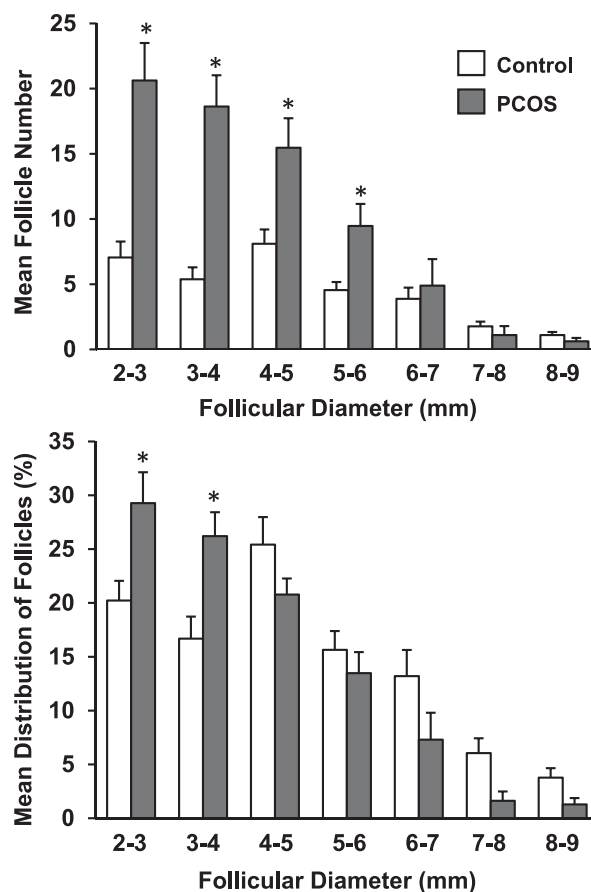 25
20
15
10
5
0
Mean Follicle Number
* * * *
Control
PCOS
2-3 3-4 4-5 5-6 6-7 7-8 8-9
Follicular Diameter (mm)
35
30
25
20
15
10
5
0
Mean Distribution of Follicles (%)
* *
2-3 3-4 4-5 5-6 6-7 7-8 8-9
Follicular Diameter (mm)